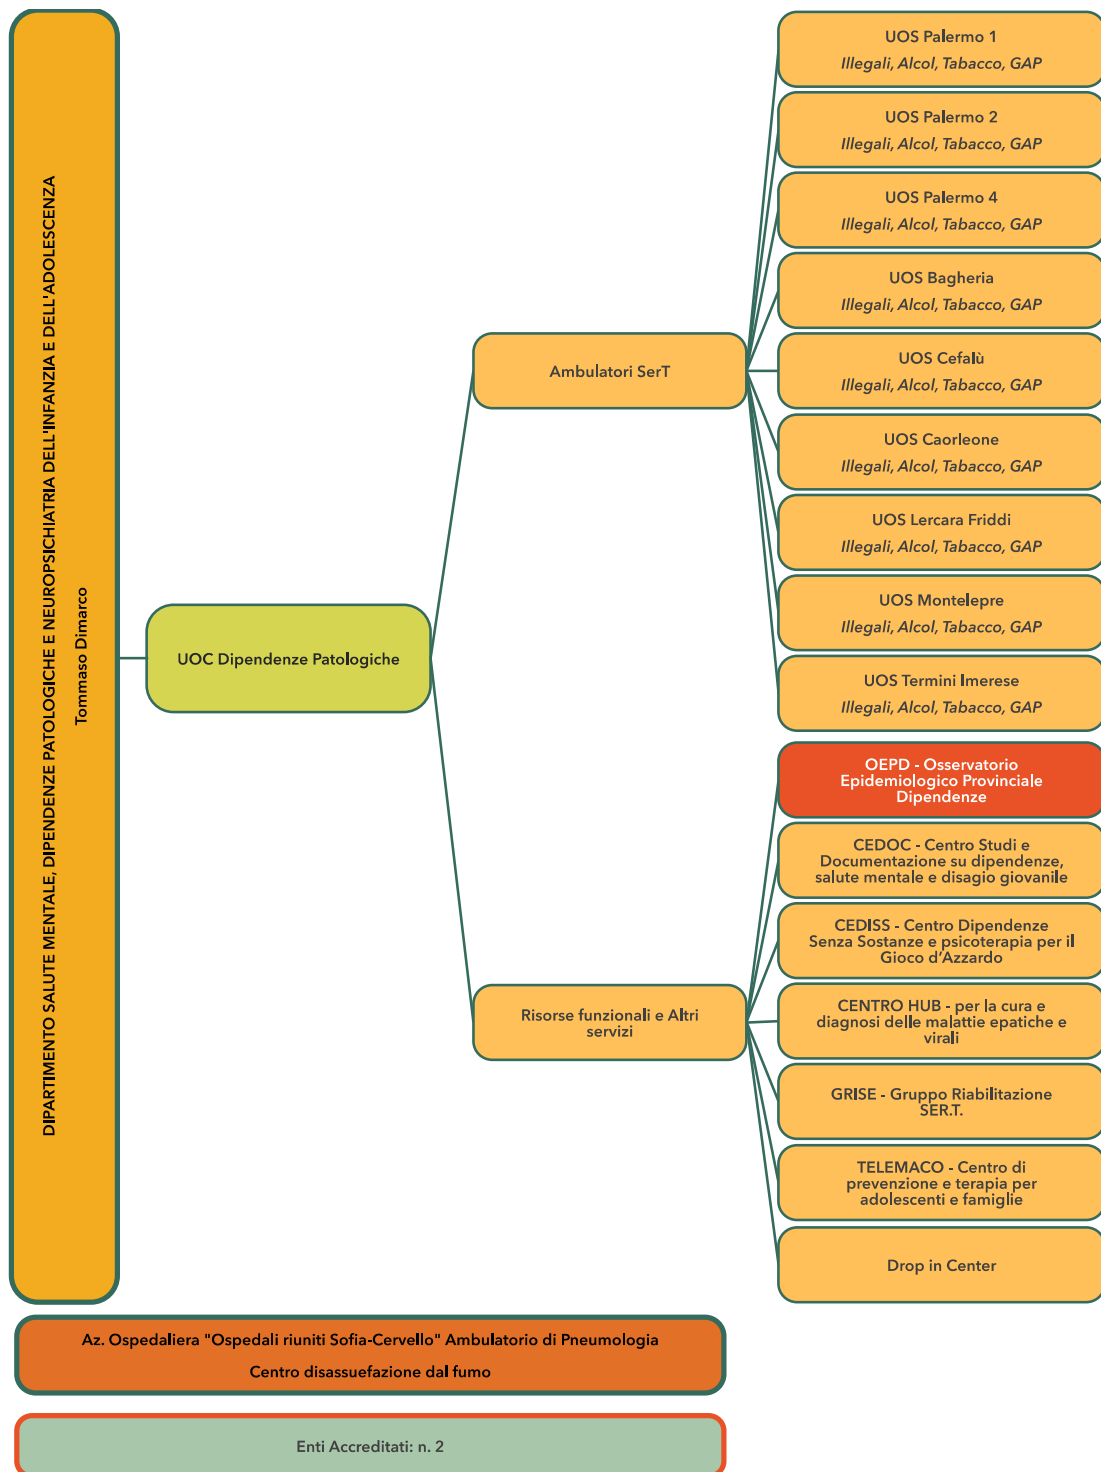 DIPARTIMENTO SALUTE MENTALE, DIPENDENZE PATOLOGICHE E NEUROPSICHIATRIA DELL'INFANZIA E DELL'ADOLESCENZA
Tommaso Dimarco
UOC Dipendenze Patologiche
Ambulatori SerT
UOS Palermo 1
Illegali, Alcol, Tabacco, GAP
UOS Palermo 2
Illegali, Alcol, Tabacco, GAP
UOS Palermo 4
Illegali, Alcol, Tabacco, GAP
UOS Bagheria
Illegali, Alcol, Tabacco, GAP
UOS Cefalù
Illegali, Alcol, Tabacco, GAP
UOS Caorleone
Illegali, Alcol, Tabacco, GAP
UOS Lercara Friddi
Illegali, Alcol, Tabacco, GAP
UOS Montelepre
Illegali, Alcol, Tabacco, GAP
UOS Termini Imerese
Illegali, Alcol, Tabacco, GAP
Risorse funzionali e Altri
servizi
OEPD - Osservatorio
Epidemiologico Provinciale
Dipendenze
CEDOC - Centro Studi e
Documentazione su dipendenze,
salute mentale e disagio giovanile
CEDISS - Centro Dipendenze
Senza Sostanze e psicoterapia per il
Gioco d’Azzardo
CENTRO HUB - per la cura e
diagnosi delle malattie epatiche e
virali
GRISE - Gruppo Riabilitazione
SER.T.
TELEMACO - Centro di
prevenzione e terapia per
adolescenti e famiglie
Drop in Center
Az. Ospedaliera "Ospedali riuniti Sofia-Cervello" Ambulatorio di Pneumologia
Centro disassuefazione dal fumo
Enti Accreditati: n. 2